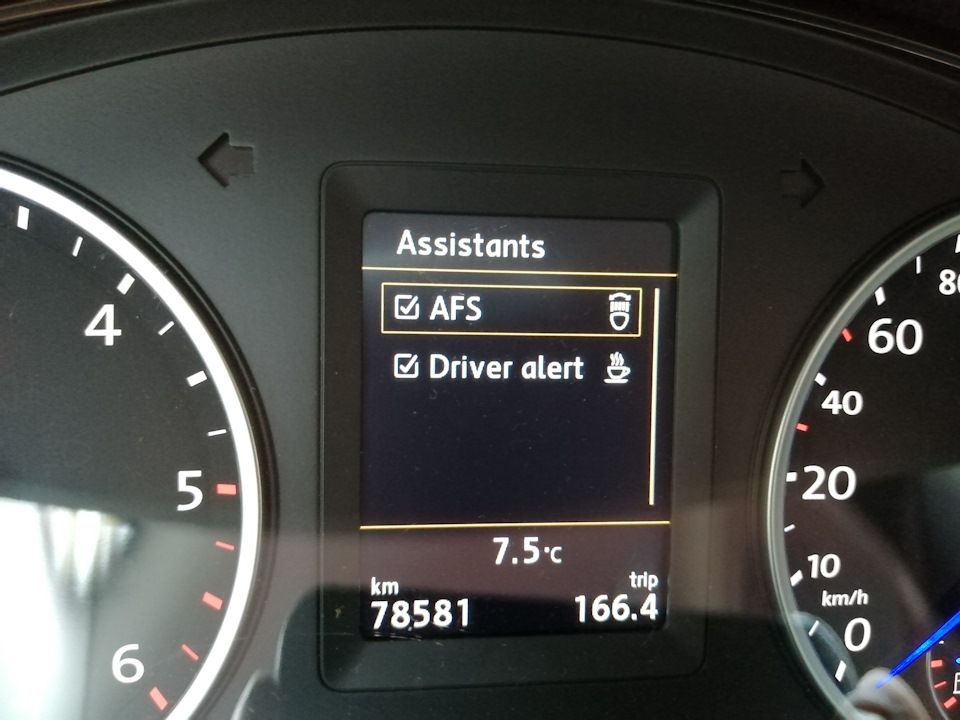 Assistants
AFS
Driver alert
7.5°C
km
78581
trip
166.4
4
5
6
60
40
20
10
km/h
0